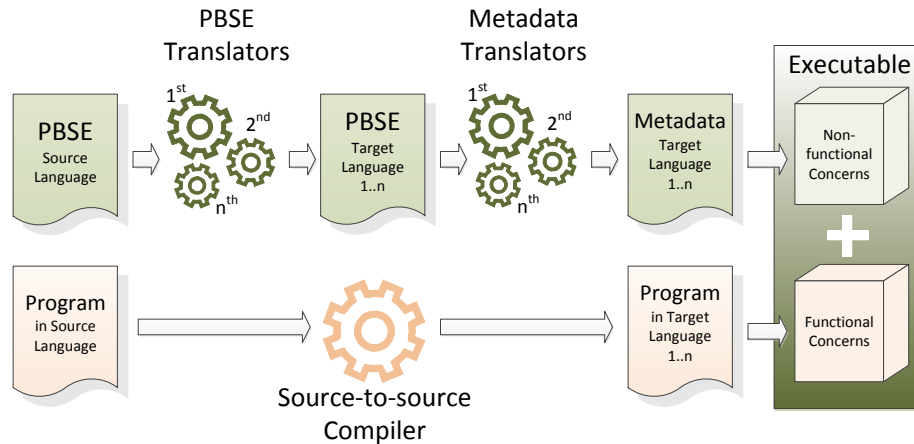 PBSE
Translators
Metadata
Translators
Executable
PBSE
Source
Language
1st
2nd
nth
PBSE
Target
Language
1..n
1st
2nd
nth
Metadata
Target
Language
1..n
Non-
functional
Concerns
Program
in Source
Language
Source-to-source
Compiler
Program
in Target
Language
1..n
Functional
Concerns